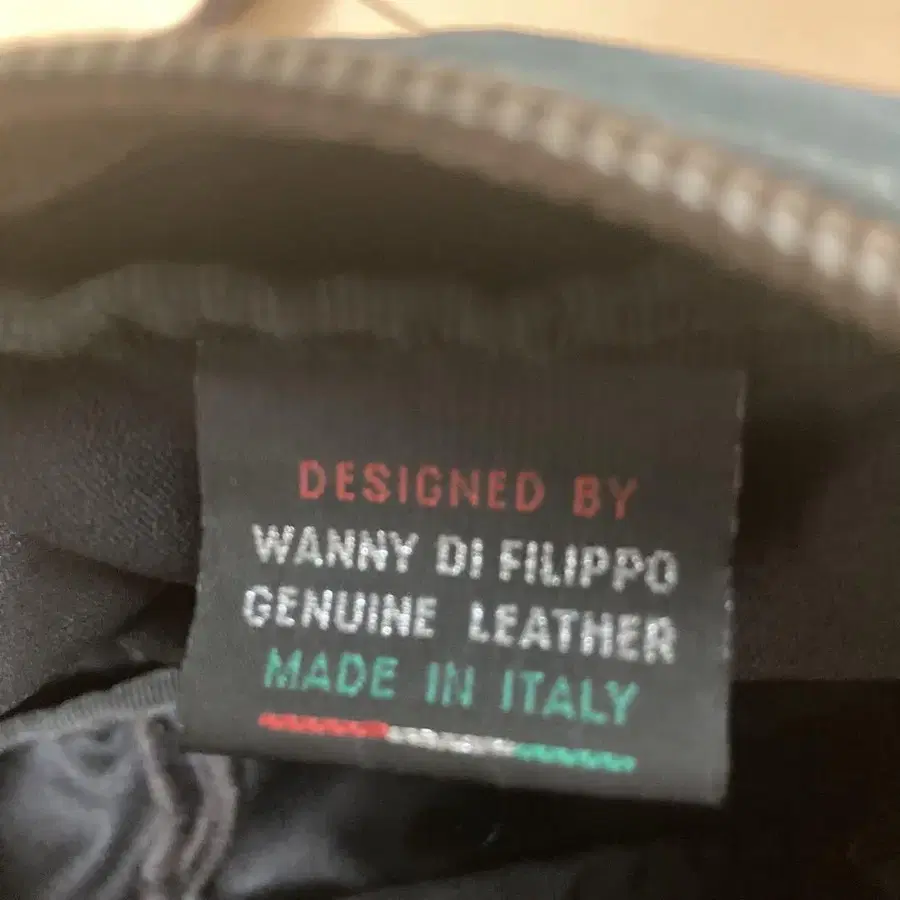 DESIGNED BY
WANNY DI FILIPPO
GENUINE LEATHER
MADE IN ITALY